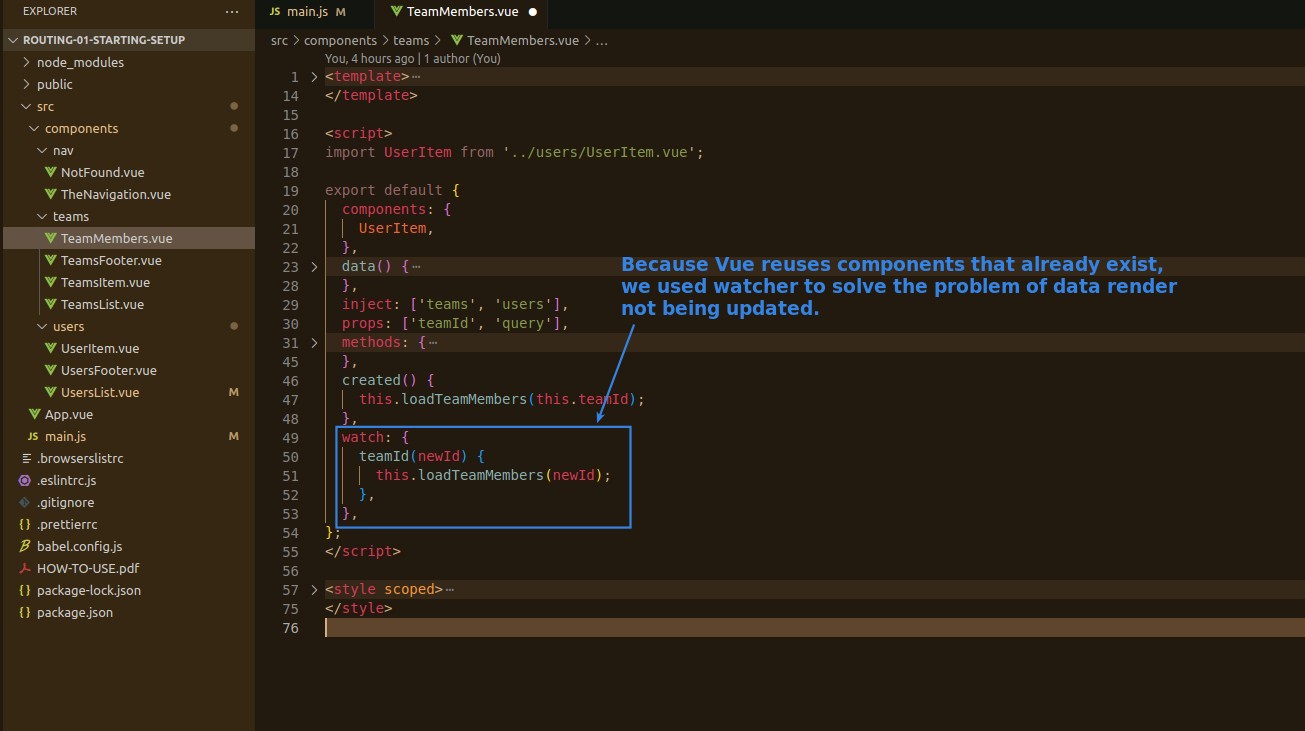 EXPLORER ...
JS main.js M
TeamMembers.vue
ROUTING-01-STARTING-SETUP
node_modules
public
src
components
nav
NotFound.vue
TheNavigation.vue
teams
TeamMembers.vue
TeamsFooter.vue
TeamsItem.vue
TeamsList.vue
users
UserItem.vue
UsersFooter.vue
UsersList.vue M
App.vue
JS main.js M
.browserslistrc
.eslintrc.js
.gitignore
{} .prettierrc
babel.config.js
HOW-TO-USE.pdf
{} package-lock.json
{} package.json
src > components > teams > TeamMembers.vue > ...
You, 4 hours ago | 1 author (You)
1 > <template>⋯
14 </template>
15
16 <script>
17 import UserItem from '../users/UserItem.vue';
18
19 export default {
20 components: {
21 UserItem,
22 },
23 > data() {⋯
28 },
29 inject: ['teams', 'users'],
30 props: ['teamId', 'query'],
31 > methods: {⋯
45 },
46 created() {
47 this.loadTeamMembers(this.teamId);
48 },
49 watch: {
50 teamId(newId) {
51 this.loadTeamMembers(newId);
52 },
53 },
54 };
55 </script>
56
57 > <style scoped>⋯
75 </style>
76
Because Vue reuses components that already exist,
we used watcher to solve the problem of data render
not being updated.